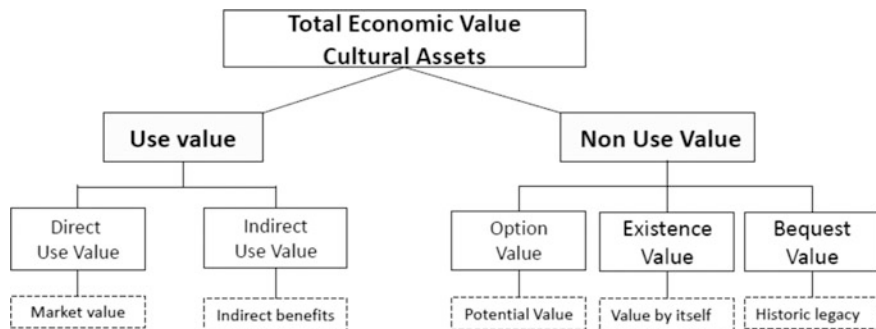 Total Economic Value
Cultural Assets
Use value
Non Use Value
Direct
Use Value
Indirect
Use Value
Option
Value
Existence
Value
Bequest
Value
Market value
Indirect benefits
Potential Value
Value by itself
Historic legacy